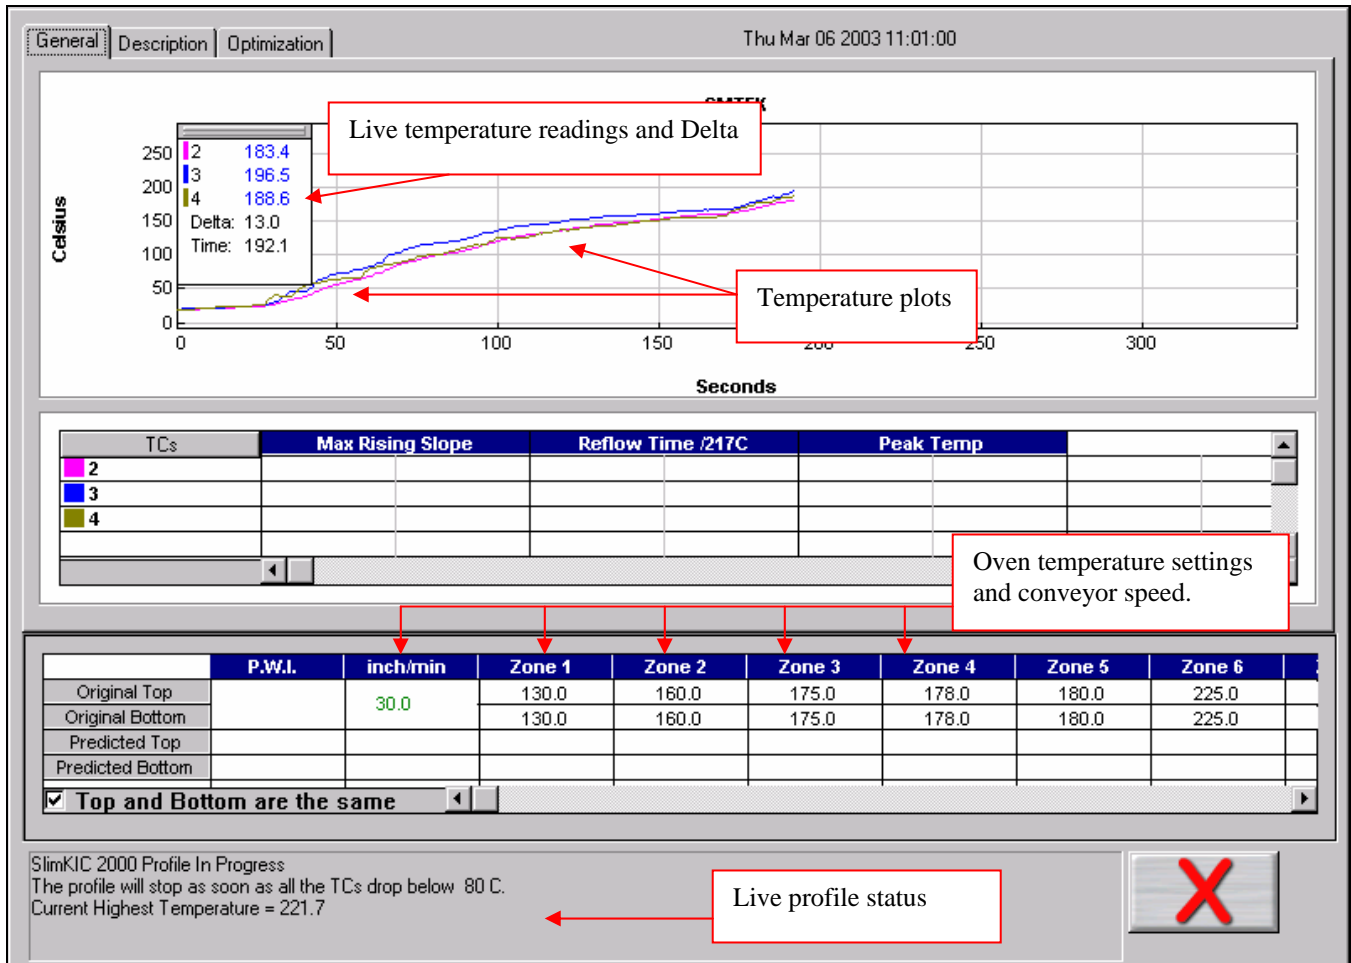 General Description Optimization Thu Mar 06 2003 11:01:00
Live temperature readings and Delta
2 183.4
3 196.5
4 188.6
Delta: 13.0
Time: 192.1
Celsius
250
200
150
100
50
0
Temperature plots
0 50 100 150 200 250 300
Seconds
TCs Max Rising Slope Reflow Time /217C Peak Temp
2
3
4
Oven temperature settings
and conveyor speed.
P.W.I. inch/min Zone 1 Zone 2 Zone 3 Zone 4 Zone 5 Zone 6
Original Top 30.0 130.0 160.0 175.0 178.0 180.0 225.0
Original Bottom 130.0 160.0 175.0 178.0 180.0 225.0
Predicted Top
Predicted Bottom
Top and Bottom are the same
SlimKIC 2000 Profile In Progress
The profile will stop as soon as all the TCs drop below 80 C.
Current Highest Temperature = 221.7
Live profile status